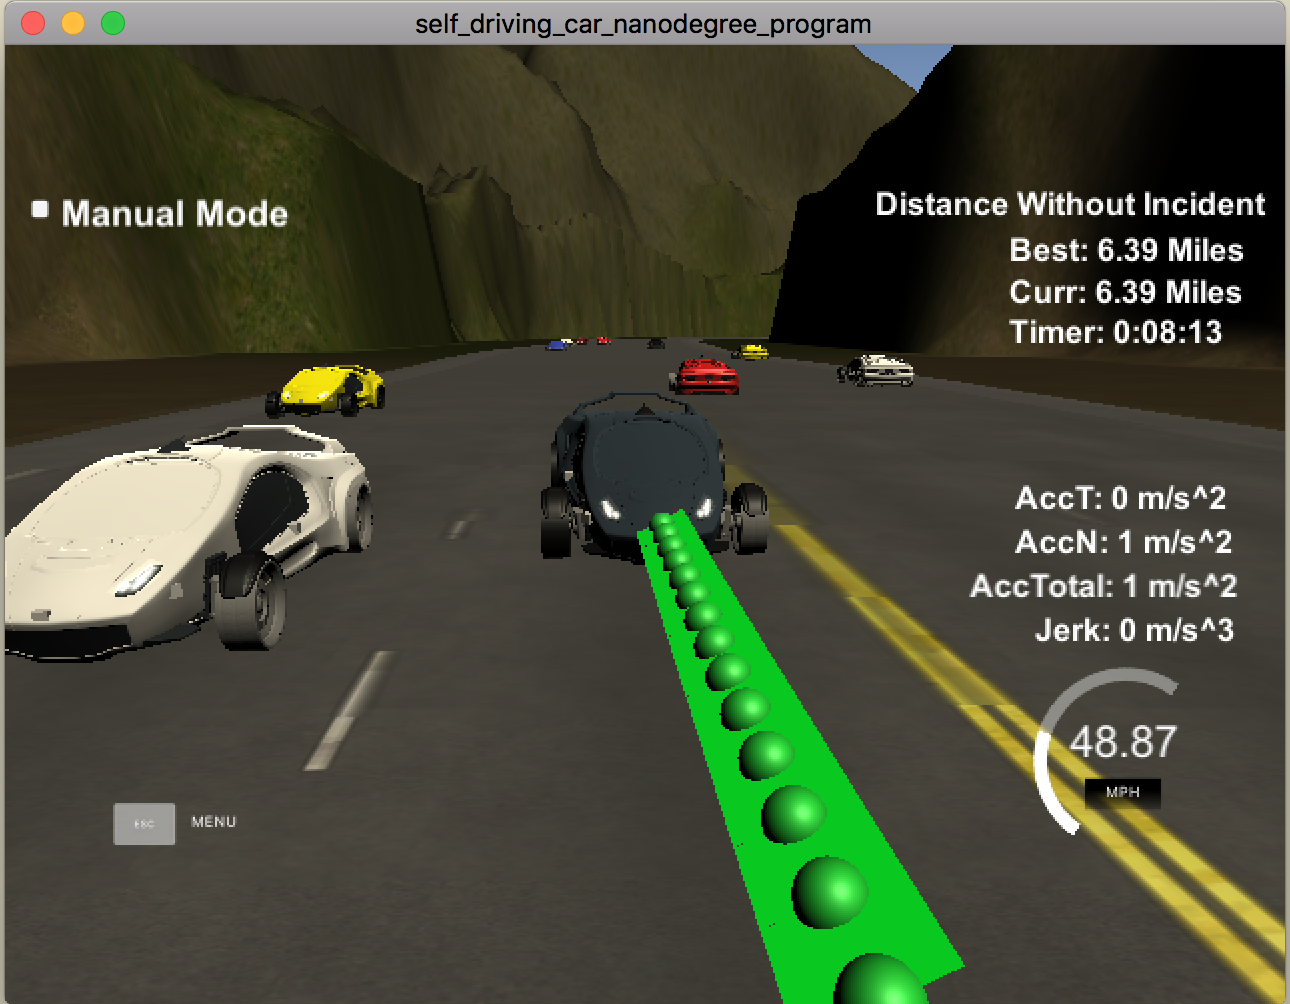 self_driving_car_nanodegree_program
Manual Mode
Distance Without Incident
Best: 6.39 Miles
Curr: 6.39 Miles
Timer: 0:08:13
AccT: 0 m/s^2
AccN: 1 m/s^2
AccTotal: 1 m/s^2
Jerk: 0 m/s^3
48.87
MPH
ESC MENU